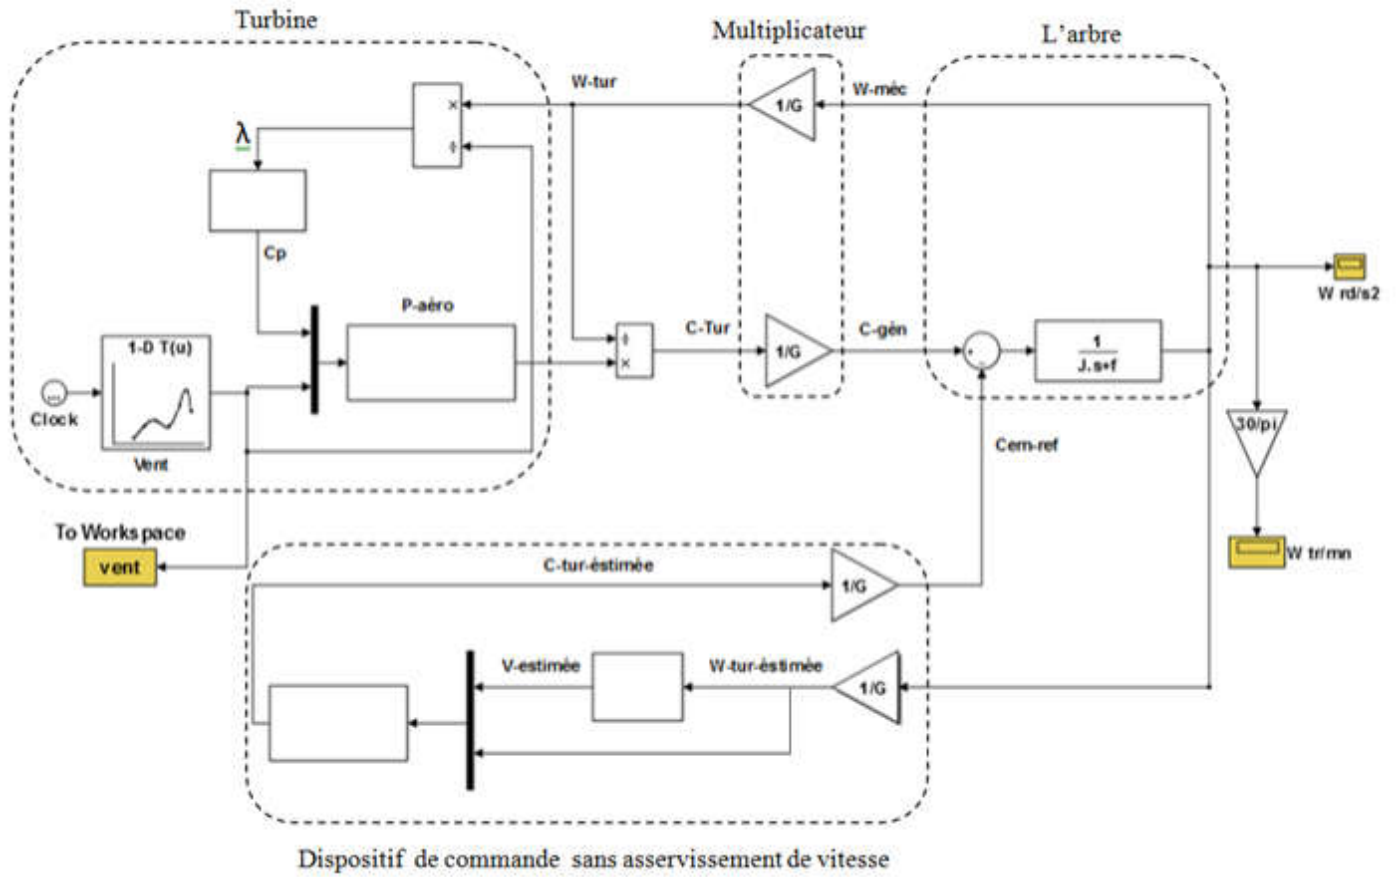 Turbine
Multiplicateur
L'arbre
W-tur
W-méc
×
÷
1/G
λ
Cp
P-aéro
W rd/s2
C-Tur
C-gén
÷
×
1/G
1
J.s+f
1-D T(u)
Clock
Vent
30/pi
Cem-ref
To Workspace
vent
W tr/mn
C-tur-éstimée
1/G
V-estimée
W-tur-éstimée
1/G
Dispositif de commande sans asservissement de vitesse